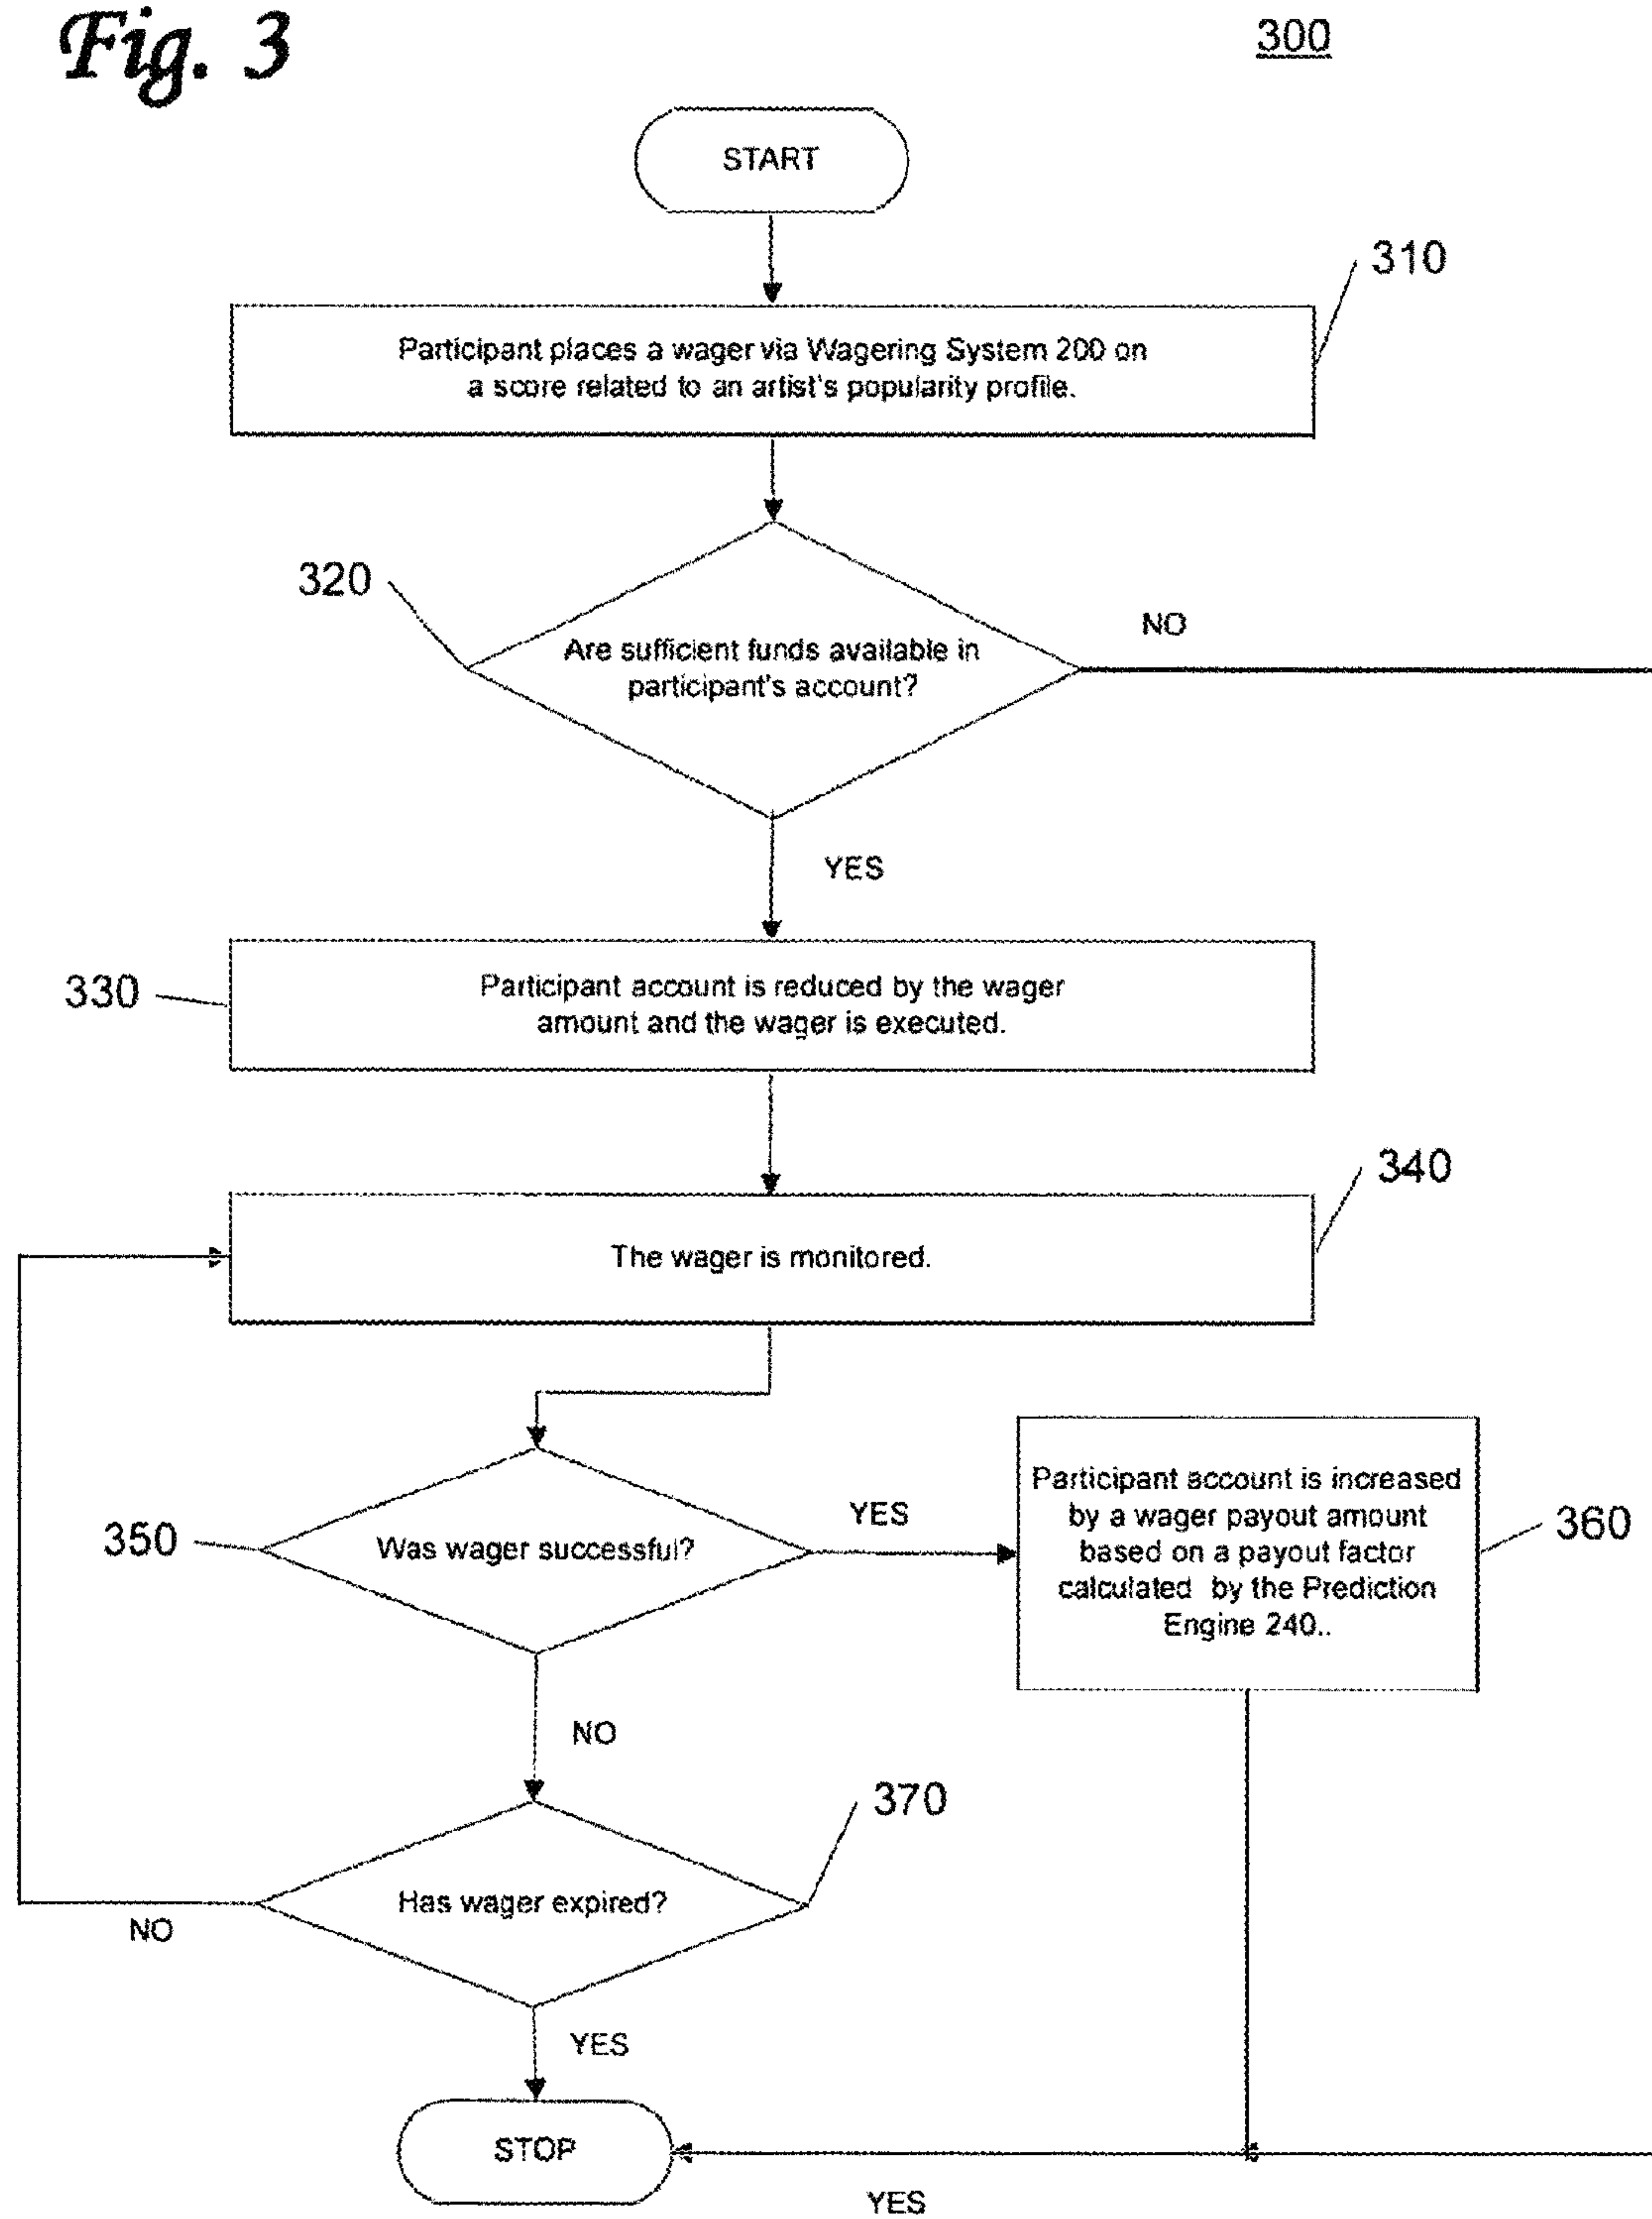 Fig. 3
300
START
310
Participant places a wager via Wagering System 200 on
a score related to an artist's popularity profile.
320
NO
Are sufficient funds available in
participant's account?
YES
330
Participant account is reduced by the wager
amount and the wager is executed.
340
The wager is monitored.
350
Was wager successful?
YES
Participant account is increased
by a wager payout amount
based on a payout factor
calculated by the Prediction
Engine 240..
360
NO
370
Has wager expired?
NO
YES
STOP
YES